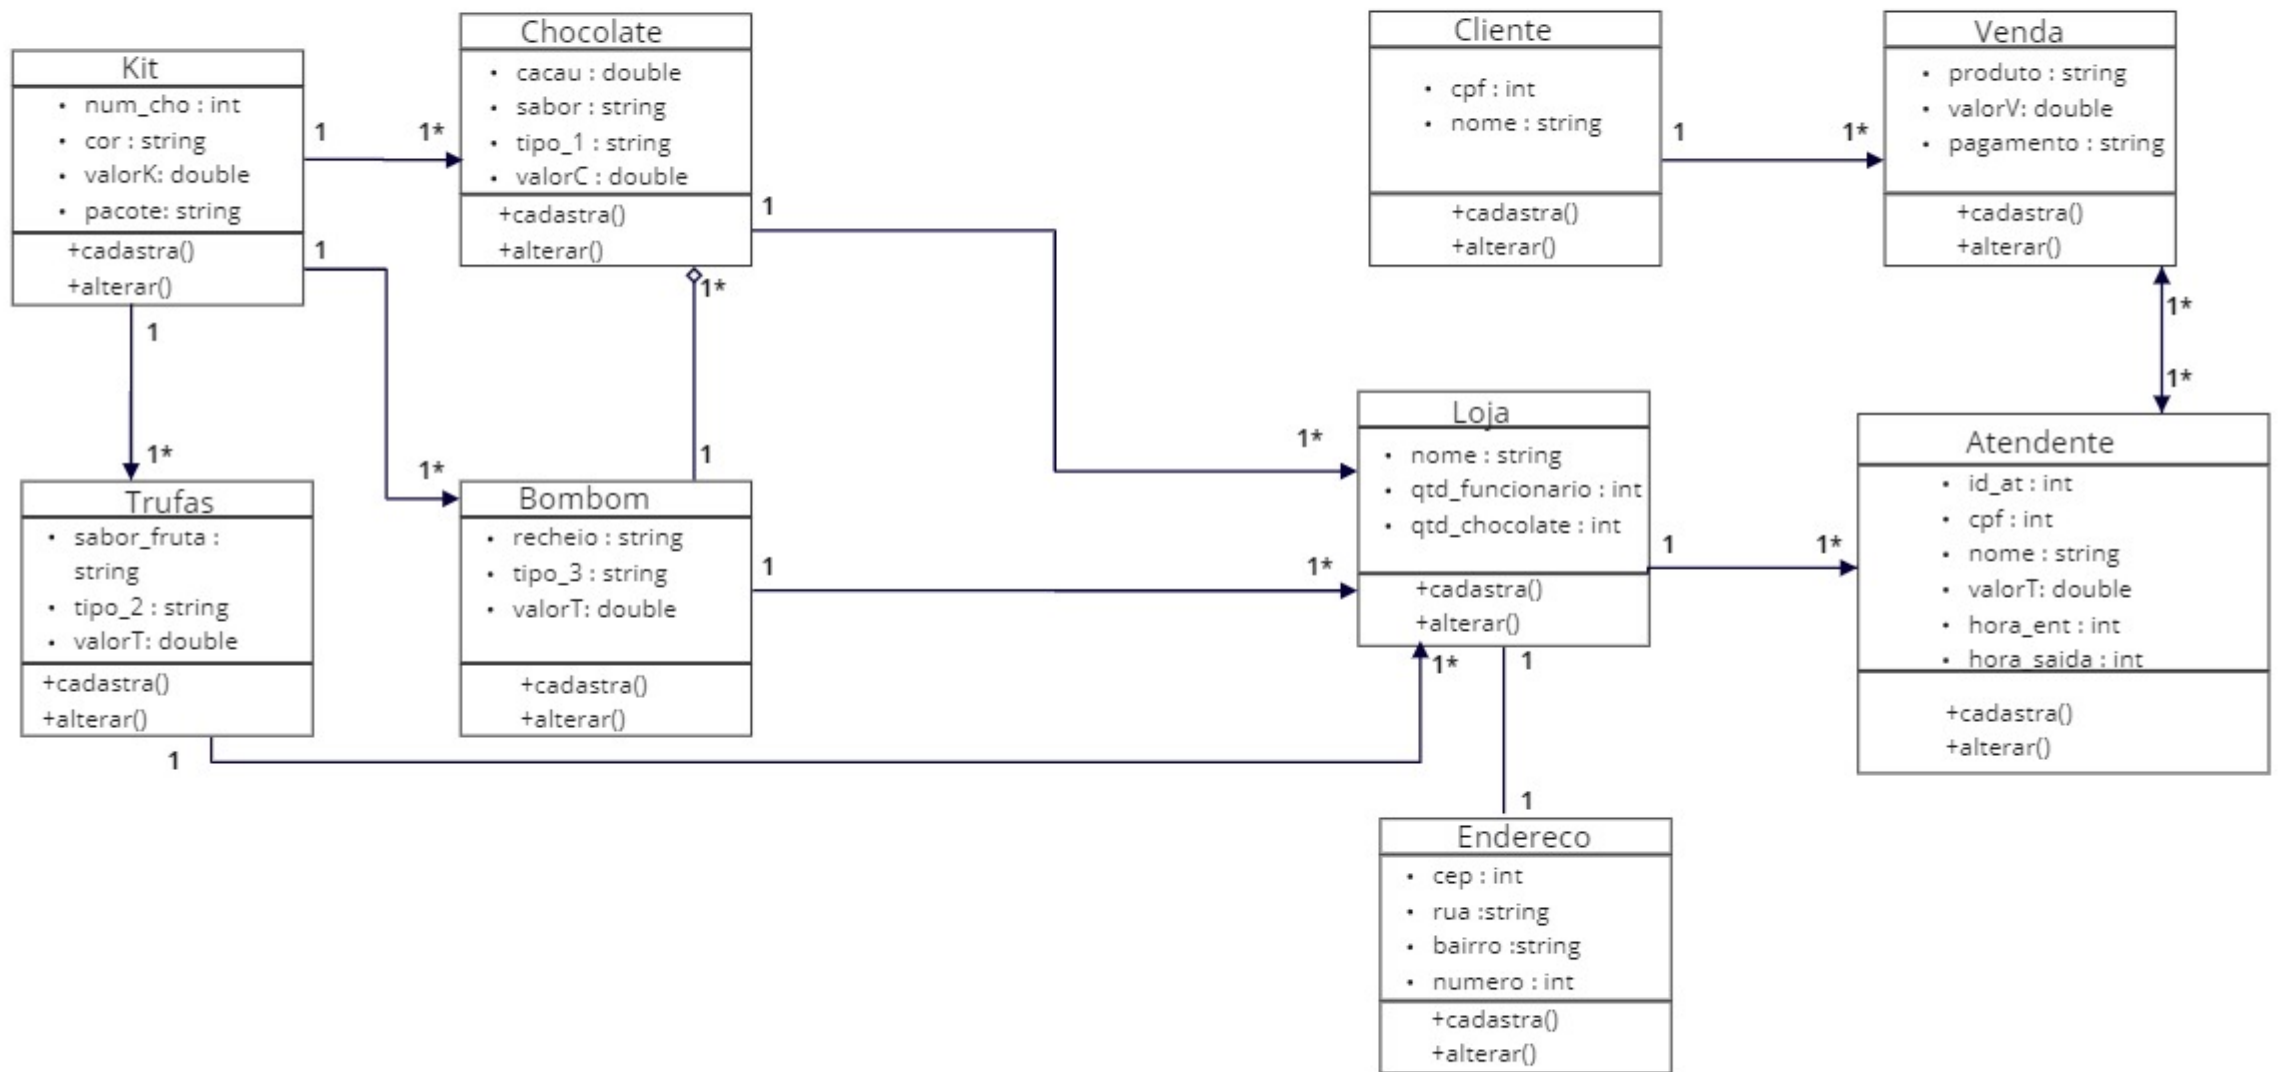 Kit
• num_cho : int
• cor : string
• valorK: double
• pacote: string
+cadastra()
+alterar()
1
1*
1
1*
1
1*
Chocolate
• cacau : double
• sabor : string
• tipo_1 : string
• valorC : double
+cadastra()
+alterar()
1
1*
1*
1
Trufas
• sabor_fruta :
string
• tipo_2 : string
• valorT: double
+cadastra()
+alterar()
1
1*
Bombom
• recheio : string
• tipo_3 : string
• valorT: double
+cadastra()
+alterar()
1
1*
Cliente
• cpf : int
• nome : string
+cadastra()
+alterar()
1
1*
Venda
• produto : string
• valorV: double
• pagamento : string
+cadastra()
+alterar()
1*
1*
Loja
• nome : string
• qtd_funcionario : int
• qtd_chocolate : int
+cadastra()
+alterar()
1
1*
1
1
Atendente
• id_at : int
• cpf : int
• nome : string
• valorT: double
• hora_ent : int
• hora_saida : int
+cadastra()
+alterar()
Endereco
• cep : int
• rua :string
• bairro :string
• numero : int
+cadastra()
+alterar()